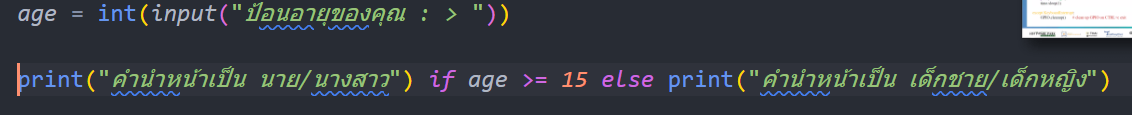 age = int(input("ป้อนอายุของคุณ : > "))
print("คำนำหน้าเป็น นาย/นางสาว") if age >= 15 else print("คำนำหน้าเป็น เด็กชาย/เด็กหญิง")